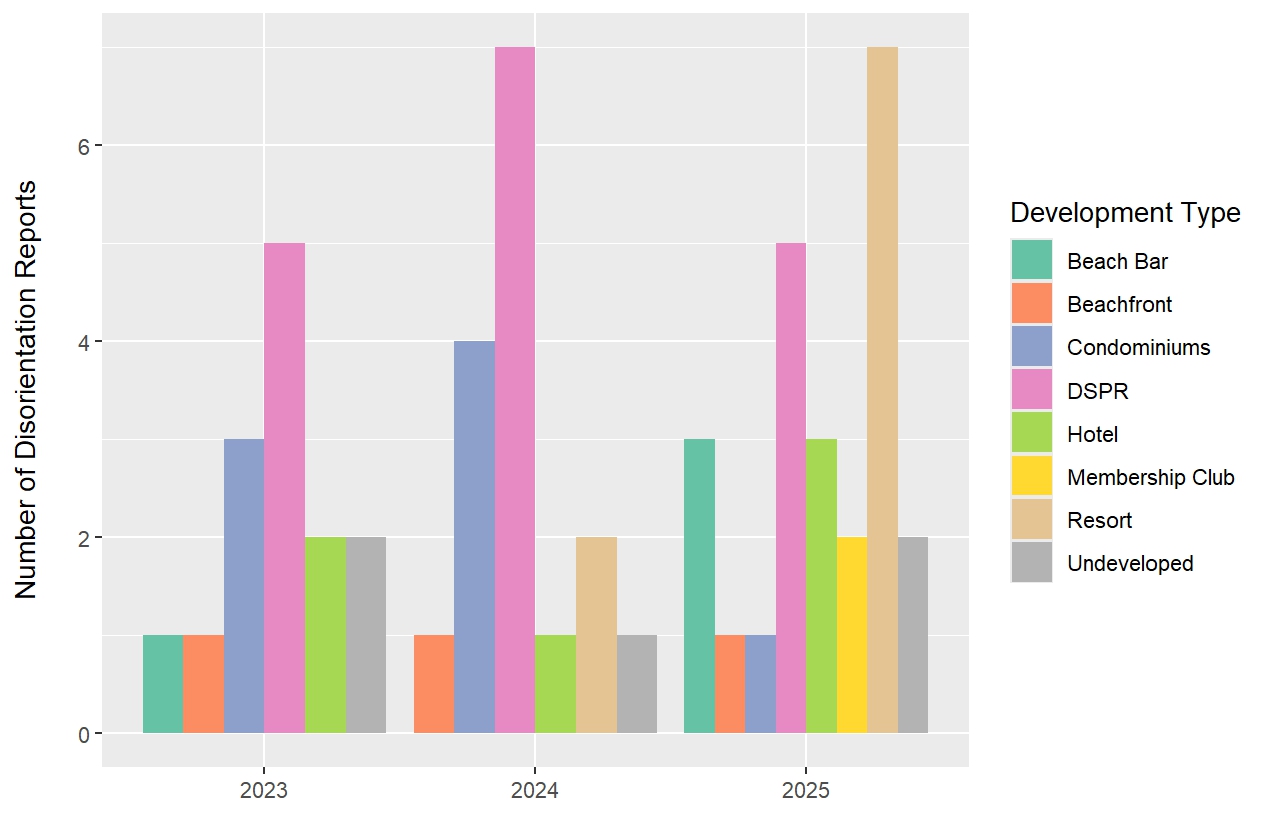 Number of Disorientation Reports
6
4
2
0
2023
2024
2025
Development Type
Beach Bar
Beachfront
Condominiums
DSPR
Hotel
Membership Club
Resort
Undeveloped